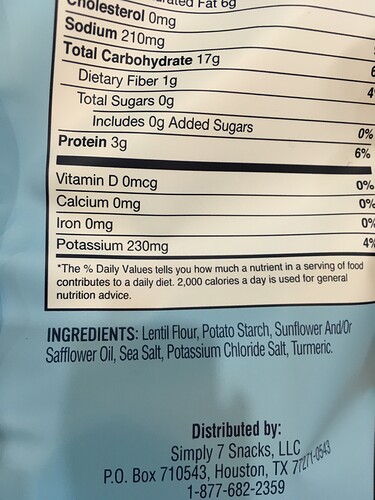 Fat 6g
Cholesterol 0mg
Sodium 210mg
Total Carbohydrate 17g
Dietary Fiber 1g 4
Total Sugars 0g
Includes 0g Added Sugars 0%
Protein 3g 6%
Vitamin D 0mcg 0%
Calcium 0mg 0%
Iron 0mg 0%
Potassium 230mg 4%
*The % Daily Values tells you how much a nutrient in a serving of food
contributes to a daily diet. 2,000 calories a day is used for general
nutrition advice.
INGREDIENTS: Lentil Flour, Potato Starch, Sunflower And/Or
Safflower Oil, Sea Salt, Potassium Chloride Salt, Turmeric.
Distributed by:
Simply 7 Snacks, LLC
P.O. Box 710543, Houston, TX 77271-0543
1-877-682-2359